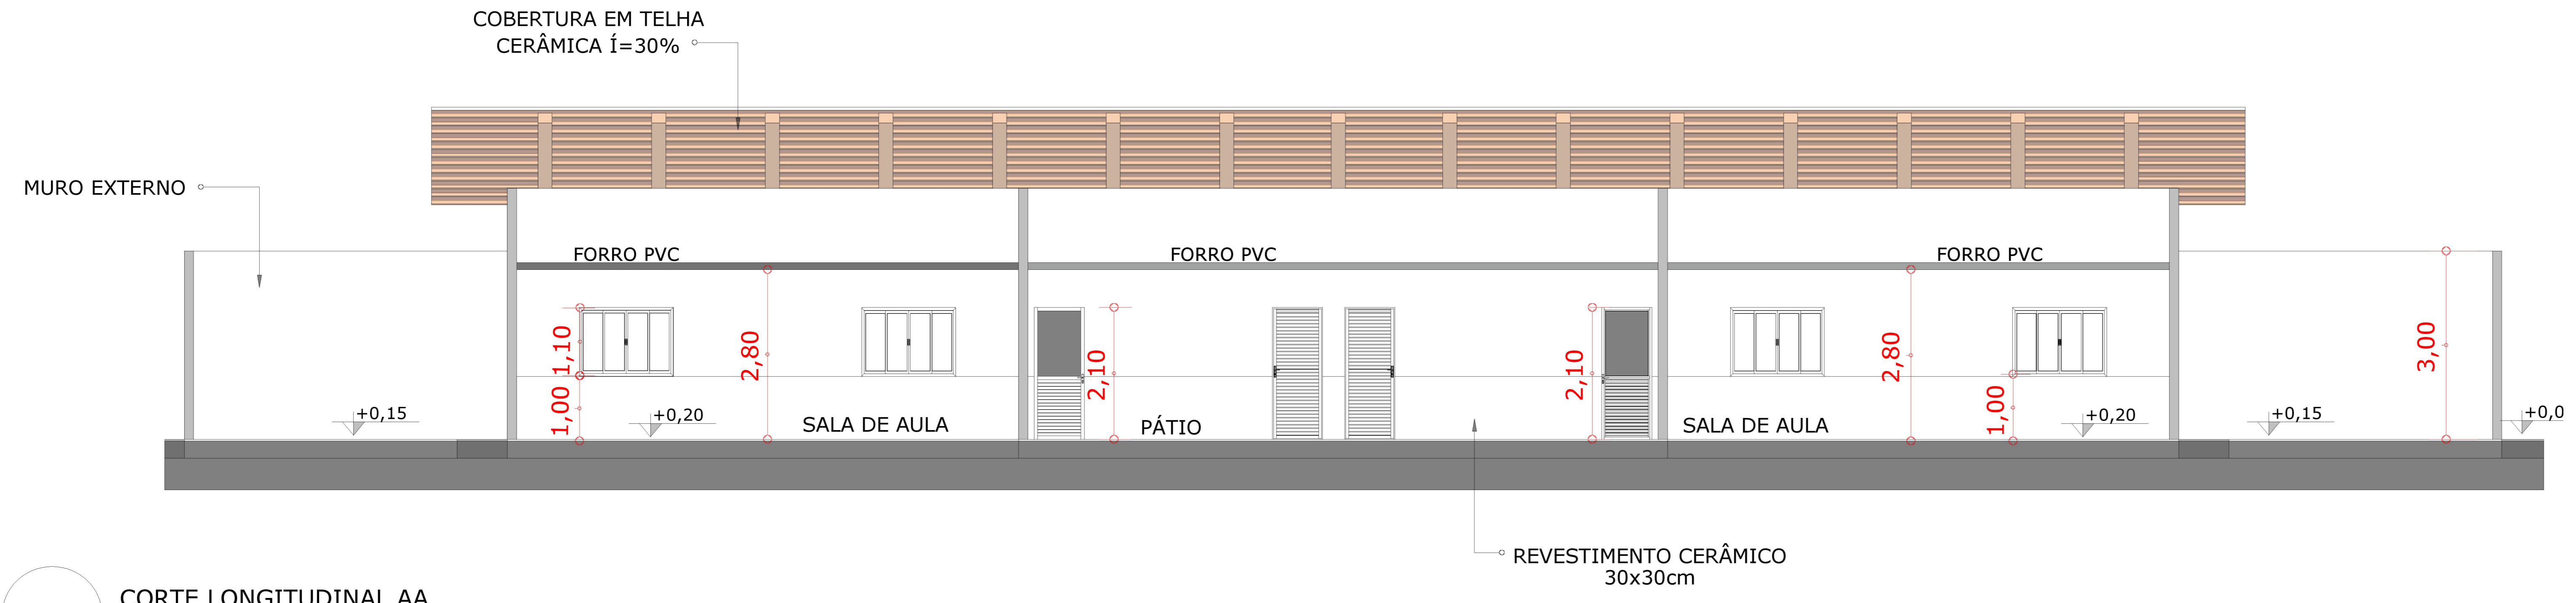 COBERTURA EM TELHA
CERÂMICA Í=30%
MURO EXTERNO
FORRO PVC
FORRO PVC
FORRO PVC
1,10
2,80
2,10
2,10
2,80
3,00
1,00
1,00
+0,15
+0,20
SALA DE AULA
PÁTIO
SALA DE AULA
+0,20
+0,15
+0,0
REVESTIMENTO CERÂMICO
30x30cm
CORTE LONGITUDINAL AA